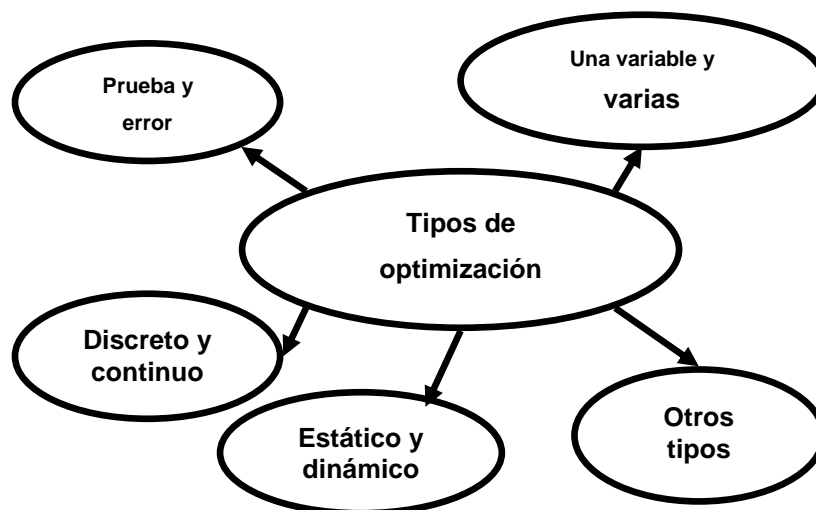 Prueba y
error
Una variable y
varias
Tipos de
optimización
Discreto y
continuo
Estático y
dinámico
Otros
tipos